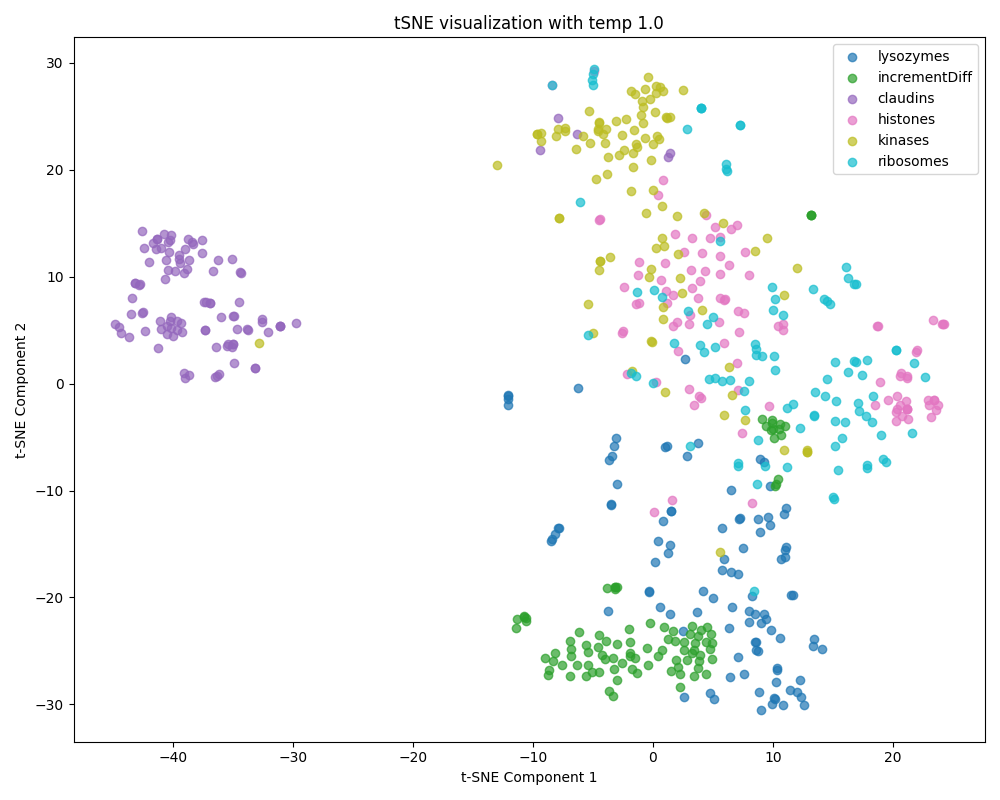 tSNE visualization with temp 1.0
lysozymes
incrementDiff
claudins
histones
kinases
ribosomes
30
20
10
0
−10
−20
−30
t-SNE Component 2
−40 −30 −20 −10 0 10 20
t-SNE Component 1